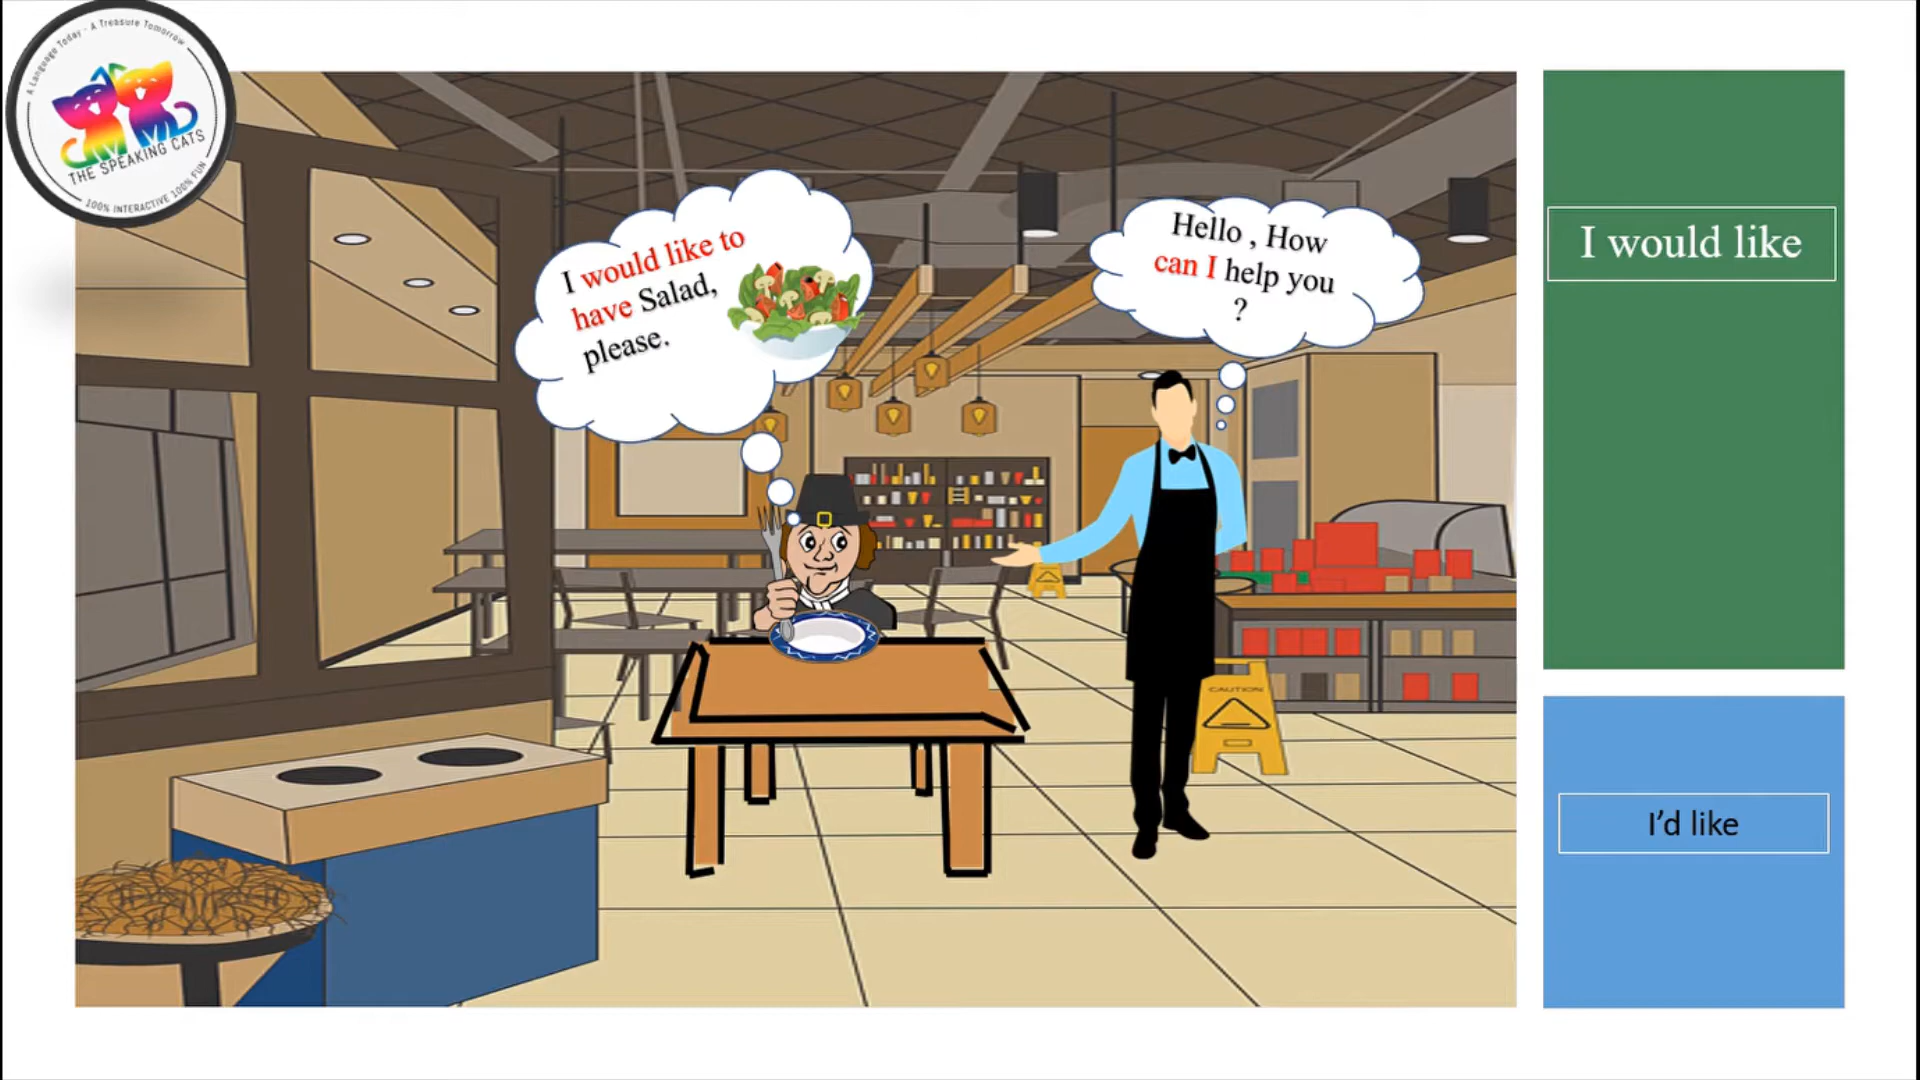 A Language Today - A Treasure Tomorrow
THE SPEAKING CATS
100% INTERACTIVE 100% FUN
I would like to
have Salad,
please.
Hello , How
can I help you
?
I would like
CAUTION
I’d like